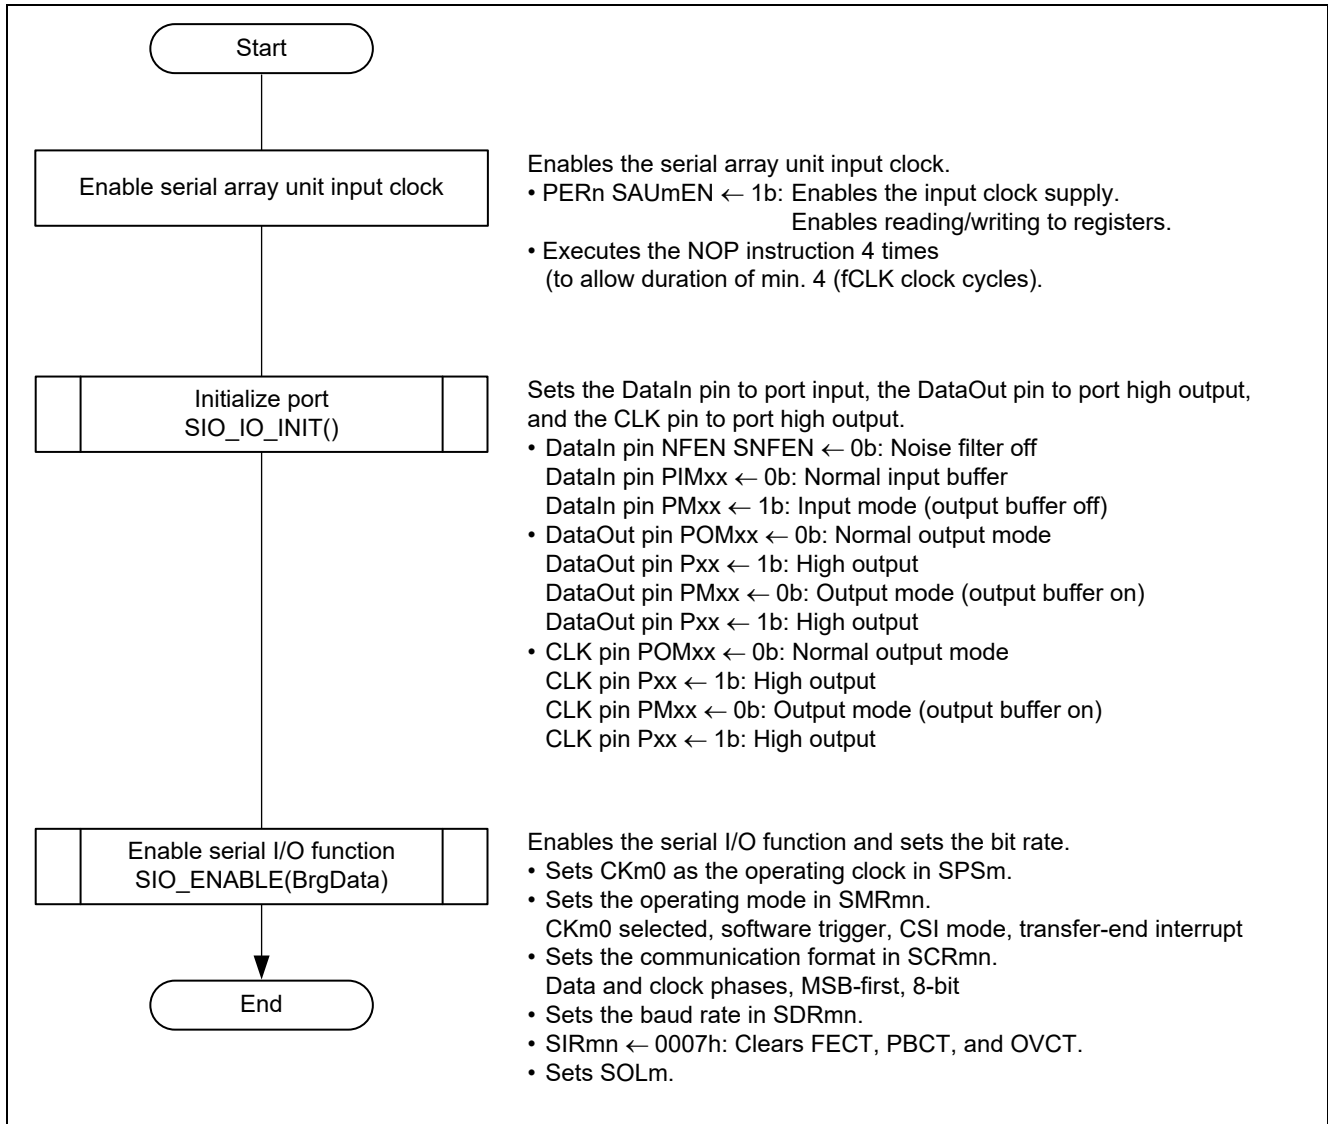 Start
Enable serial array unit input clock
Enables the serial array unit input clock.
• PERn SAUmEN ← 1b: Enables the input clock supply.
Enables reading/writing to registers.
• Executes the NOP instruction 4 times
(to allow duration of min. 4 (fCLK clock cycles).
Initialize port
SIO_IO_INIT()
Sets the DataIn pin to port input, the DataOut pin to port high output,
and the CLK pin to port high output.
• DataIn pin NFEN SNFEN ← 0b: Noise filter off
DataIn pin PIMxx ← 0b: Normal input buffer
DataIn pin PMxx ← 1b: Input mode (output buffer off)
• DataOut pin POMxx ← 0b: Normal output mode
DataOut pin Pxx ← 1b: High output
DataOut pin PMxx ← 0b: Output mode (output buffer on)
DataOut pin Pxx ← 1b: High output
• CLK pin POMxx ← 0b: Normal output mode
CLK pin Pxx ← 1b: High output
CLK pin PMxx ← 0b: Output mode (output buffer on)
CLK pin Pxx ← 1b: High output
Enable serial I/O function
SIO_ENABLE(BrgData)
Enables the serial I/O function and sets the bit rate.
• Sets CKm0 as the operating clock in SPSm.
• Sets the operating mode in SMRmn.
CKm0 selected, software trigger, CSI mode, transfer-end interrupt
• Sets the communication format in SCRmn.
Data and clock phases, MSB-first, 8-bit
• Sets the baud rate in SDRmn.
• SIRmn ← 0007h: Clears FECT, PBCT, and OVCT.
• Sets SOLm.
End